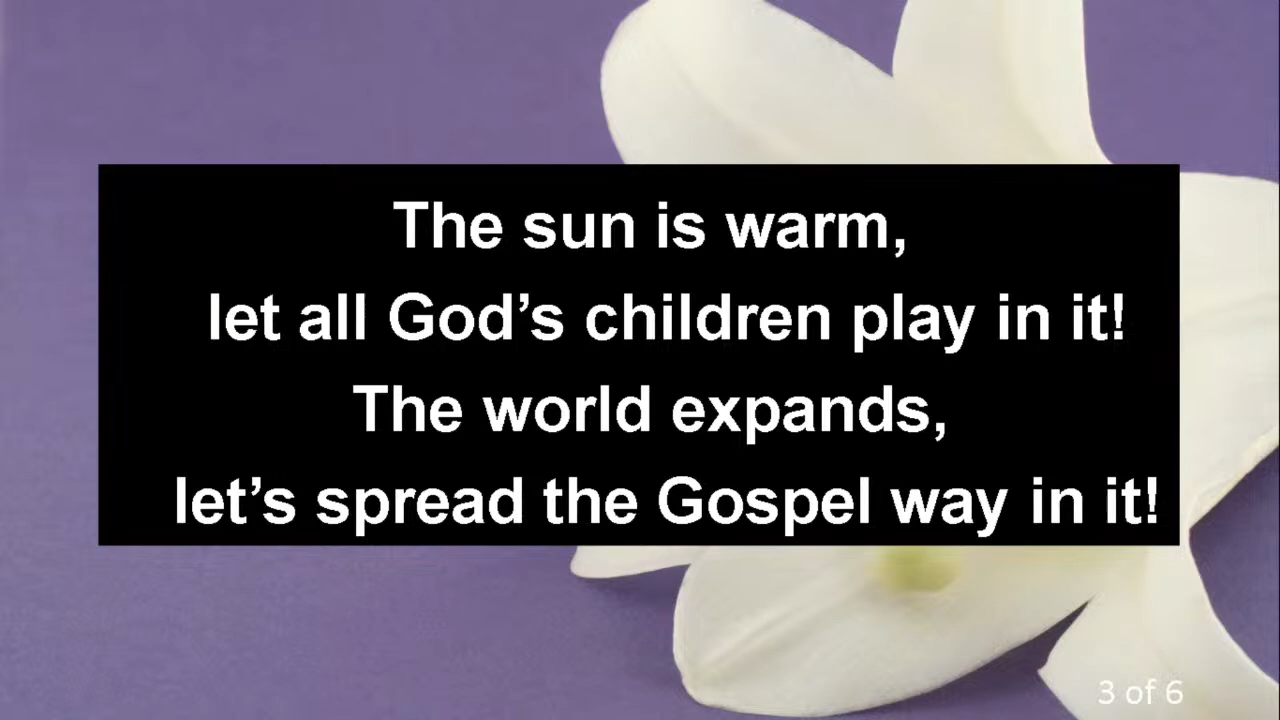 The sun is warm,
let all God’s children play in it!
The world expands,
let’s spread the Gospel way in it!
3 of 6